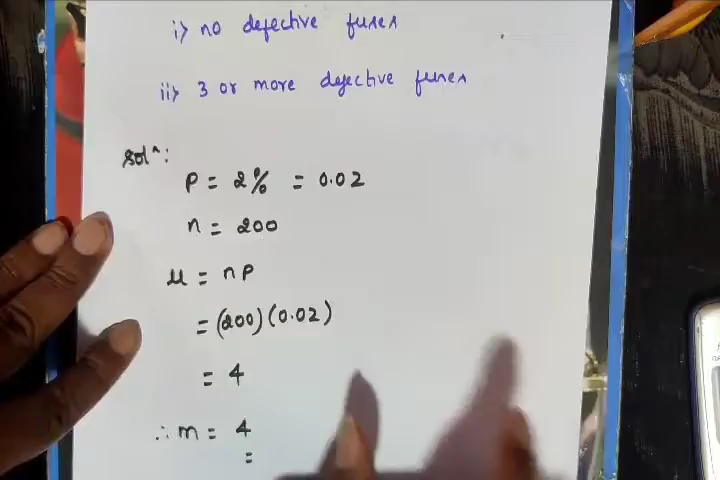 i) no defective fuses
ii) 3 or more defective fuses
solⁿ:
P = 2% = 0.02
n = 200
μ = np
= (200)(0.02)
= 4
∴ m = 4